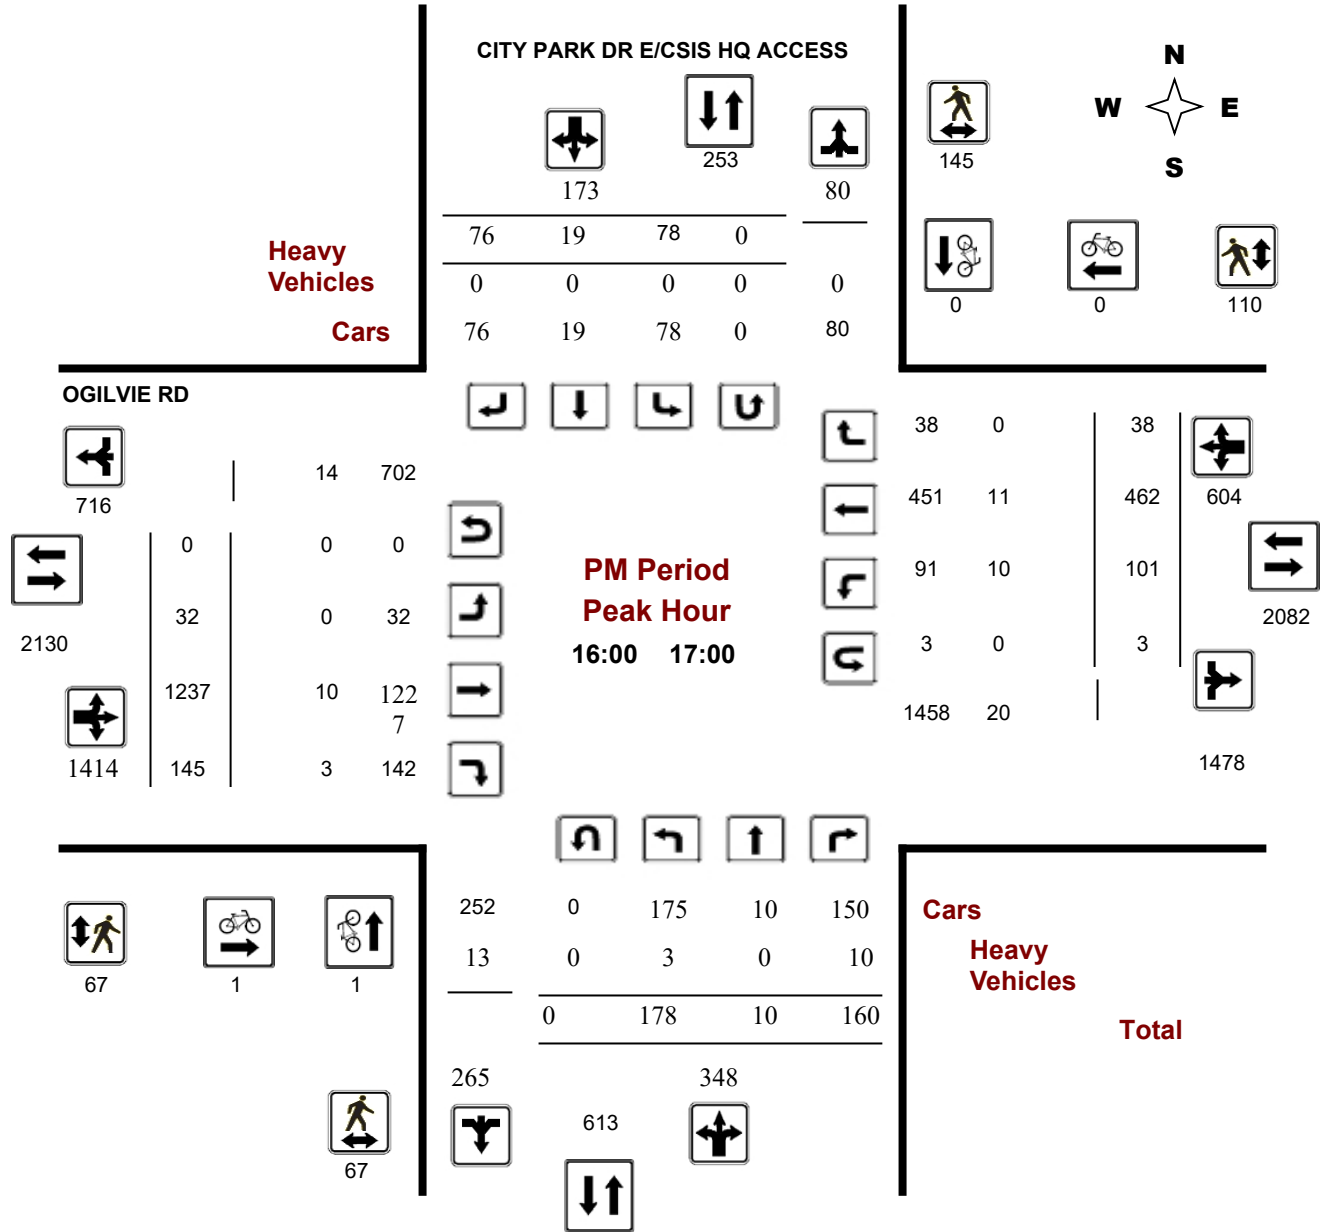 CITY PARK DR E/CSIS HQ ACCESS
N
W E
S
253
145
173 80
76 19 78 0
Heavy
Vehicles
0 0 0 0 0
0 0 110
Cars
76 19 78 0 80
OGILVIE RD
38 0 38
14 702
716
451 11 462 604
0 0 0
PM Period
Peak Hour
91 10 101
32 0 32
2082
2130
16:00 17:00
3 0 3
1237 10 122
7
1458 20
1414 145 3 142
1478
252 0 175 10 150
Cars
13 0 3 0 10
Heavy
Vehicles
67 1 1
0 178 10 160
Total
265 348
613
67